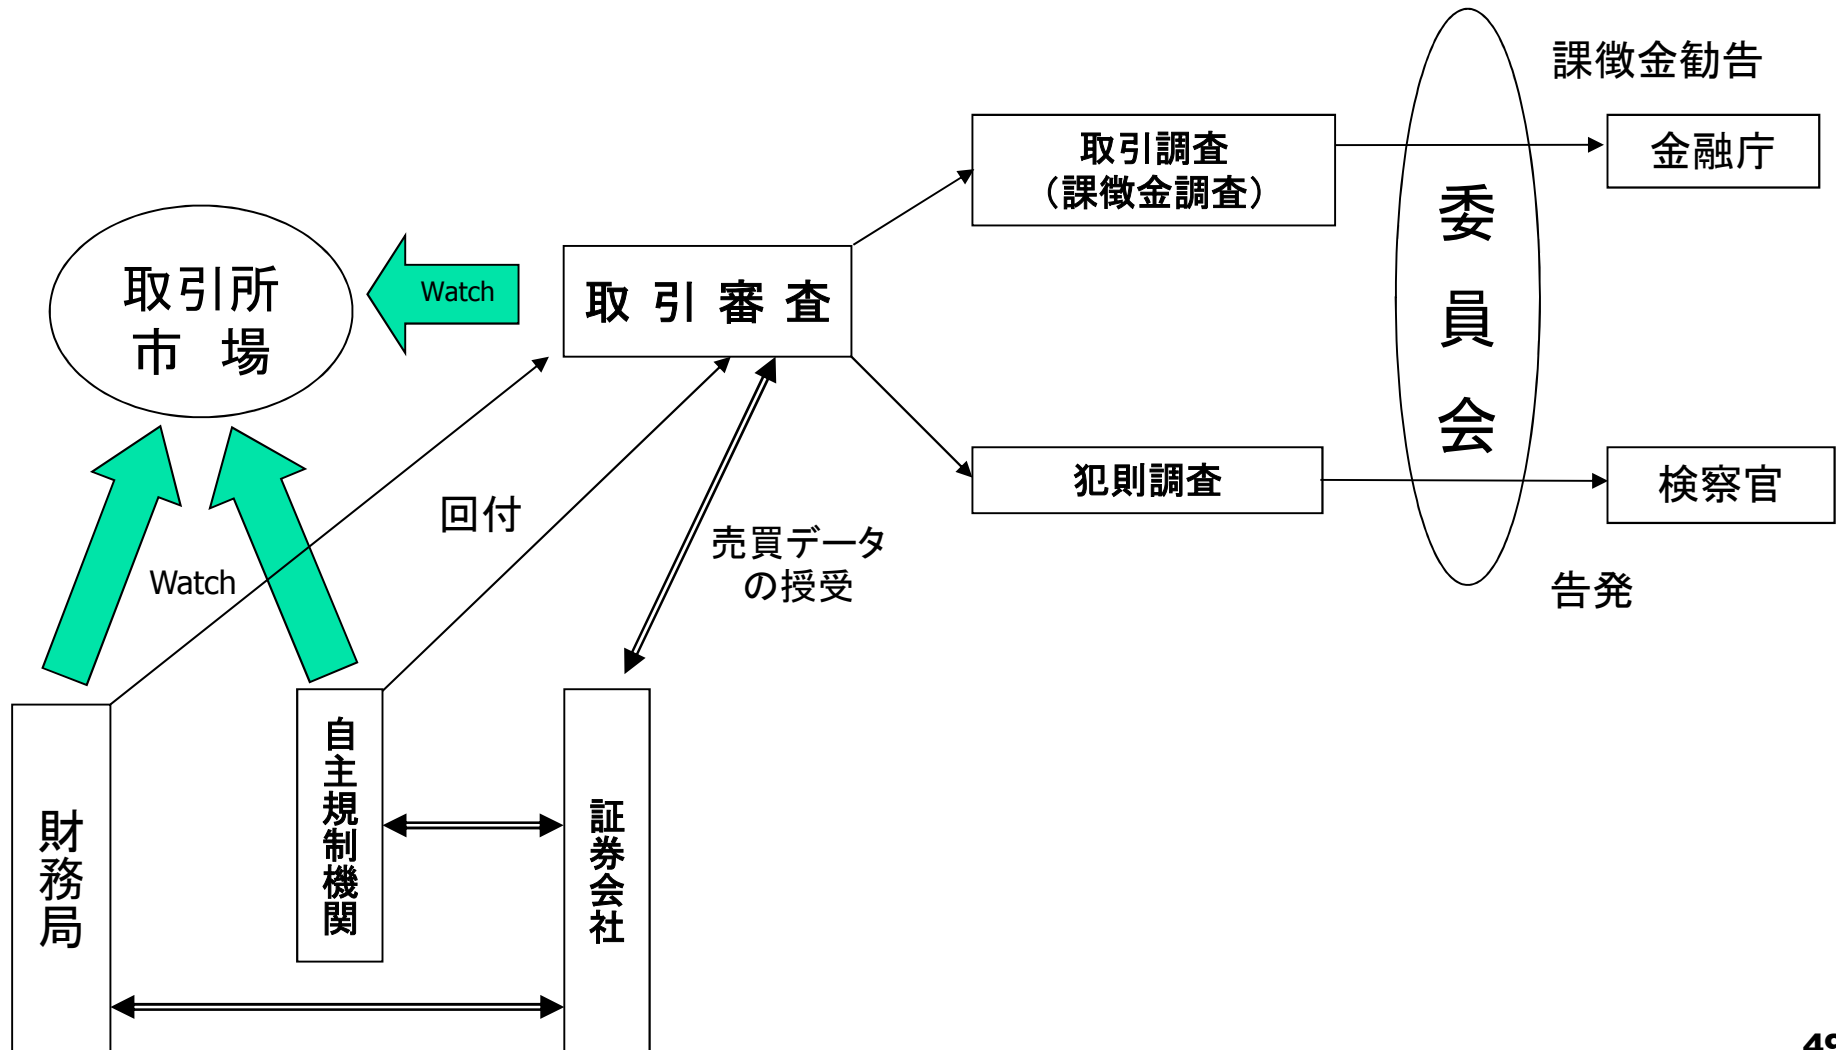 課徴金勧告
取引調査
（課徴金調査）
金融庁
委員会
取引所
市　場
Watch
取 引 審 査
犯則調査
検察官
回付
売買データ
の授受
Watch
告発
自主規制機関
財務局
証券会社